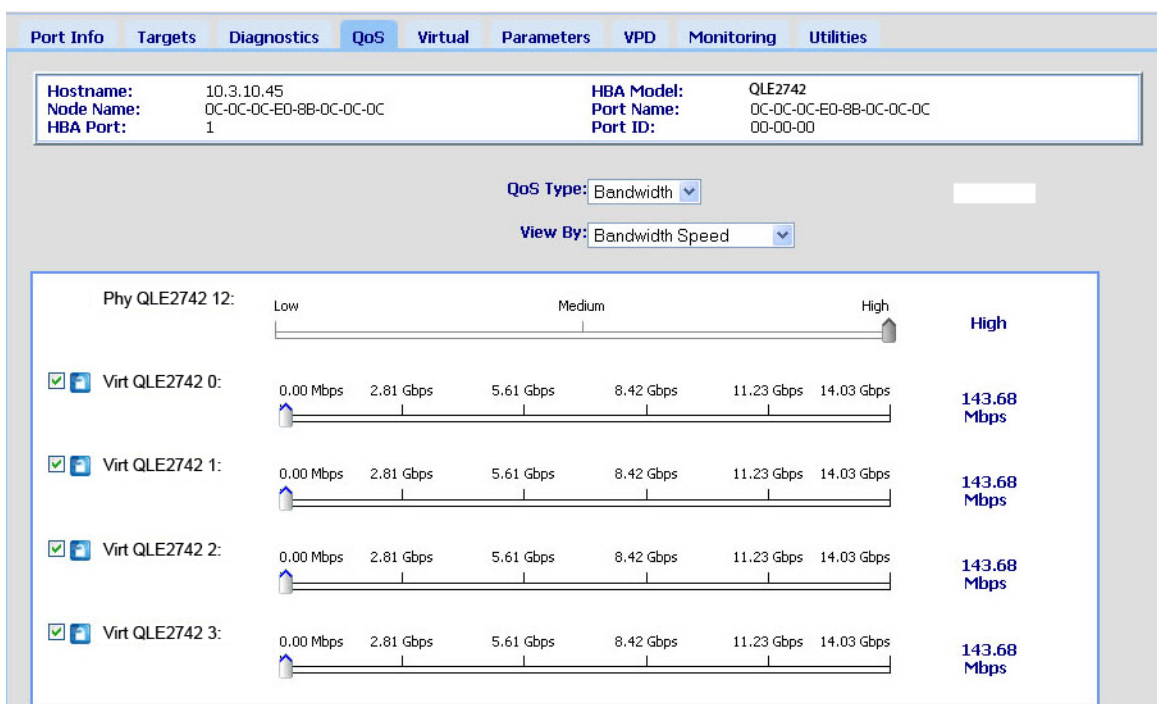 Port Info Targets Diagnostics QoS Virtual Parameters VPD Monitoring Utilities
Hostname: 10.3.10.45 HBA Model: QLE2742
Node Name: 0C-0C-0C-E0-8B-0C-0C-0C Port Name: 0C-0C-0C-E0-8B-0C-0C-0C
HBA Port: 1 Port ID: 00-00-00
QoS Type: Bandwidth
View By: Bandwidth Speed
Phy QLE2742 12: Low Medium High High
Virt QLE2742 0: 0.00 Mbps 2.81 Gbps 5.61 Gbps 8.42 Gbps 11.23 Gbps 14.03 Gbps 143.68
Mbps
Virt QLE2742 1: 0.00 Mbps 2.81 Gbps 5.61 Gbps 8.42 Gbps 11.23 Gbps 14.03 Gbps 143.68
Mbps
Virt QLE2742 2: 0.00 Mbps 2.81 Gbps 5.61 Gbps 8.42 Gbps 11.23 Gbps 14.03 Gbps 143.68
Mbps
Virt QLE2742 3: 0.00 Mbps 2.81 Gbps 5.61 Gbps 8.42 Gbps 11.23 Gbps 14.03 Gbps 143.68
Mbps